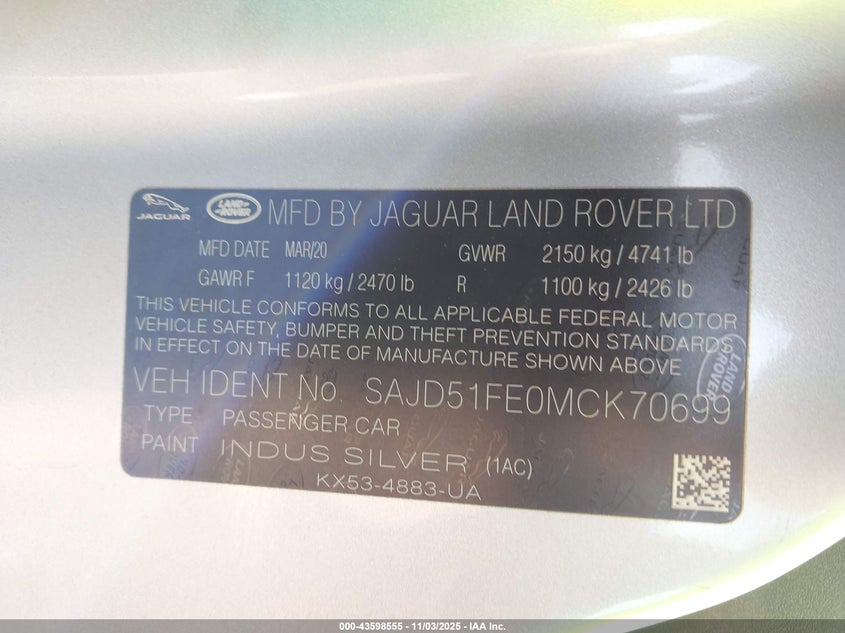 JAGUAR LAND ROVER MFD BY JAGUAR LAND ROVER LTD
MFD DATE MAR/20 GVWR 2150 kg / 4741 lb
GAWR F 1120 kg / 2470 lb R 1100 kg / 2426 lb
THIS VEHICLE CONFORMS TO ALL APPLICABLE FEDERAL MOTOR
VEHICLE SAFETY, BUMPER AND THEFT PREVENTION STANDARDS
IN EFFECT ON THE DATE OF MANUFACTURE SHOWN ABOVE
VEH IDENT No. SAJD51FE0MCK70699
TYPE PASSENGER CAR
PAINT INDUS SILVER (1AC)
KX53-4883-UA
000-43598555 - 11/03/2025 - IAA Inc.